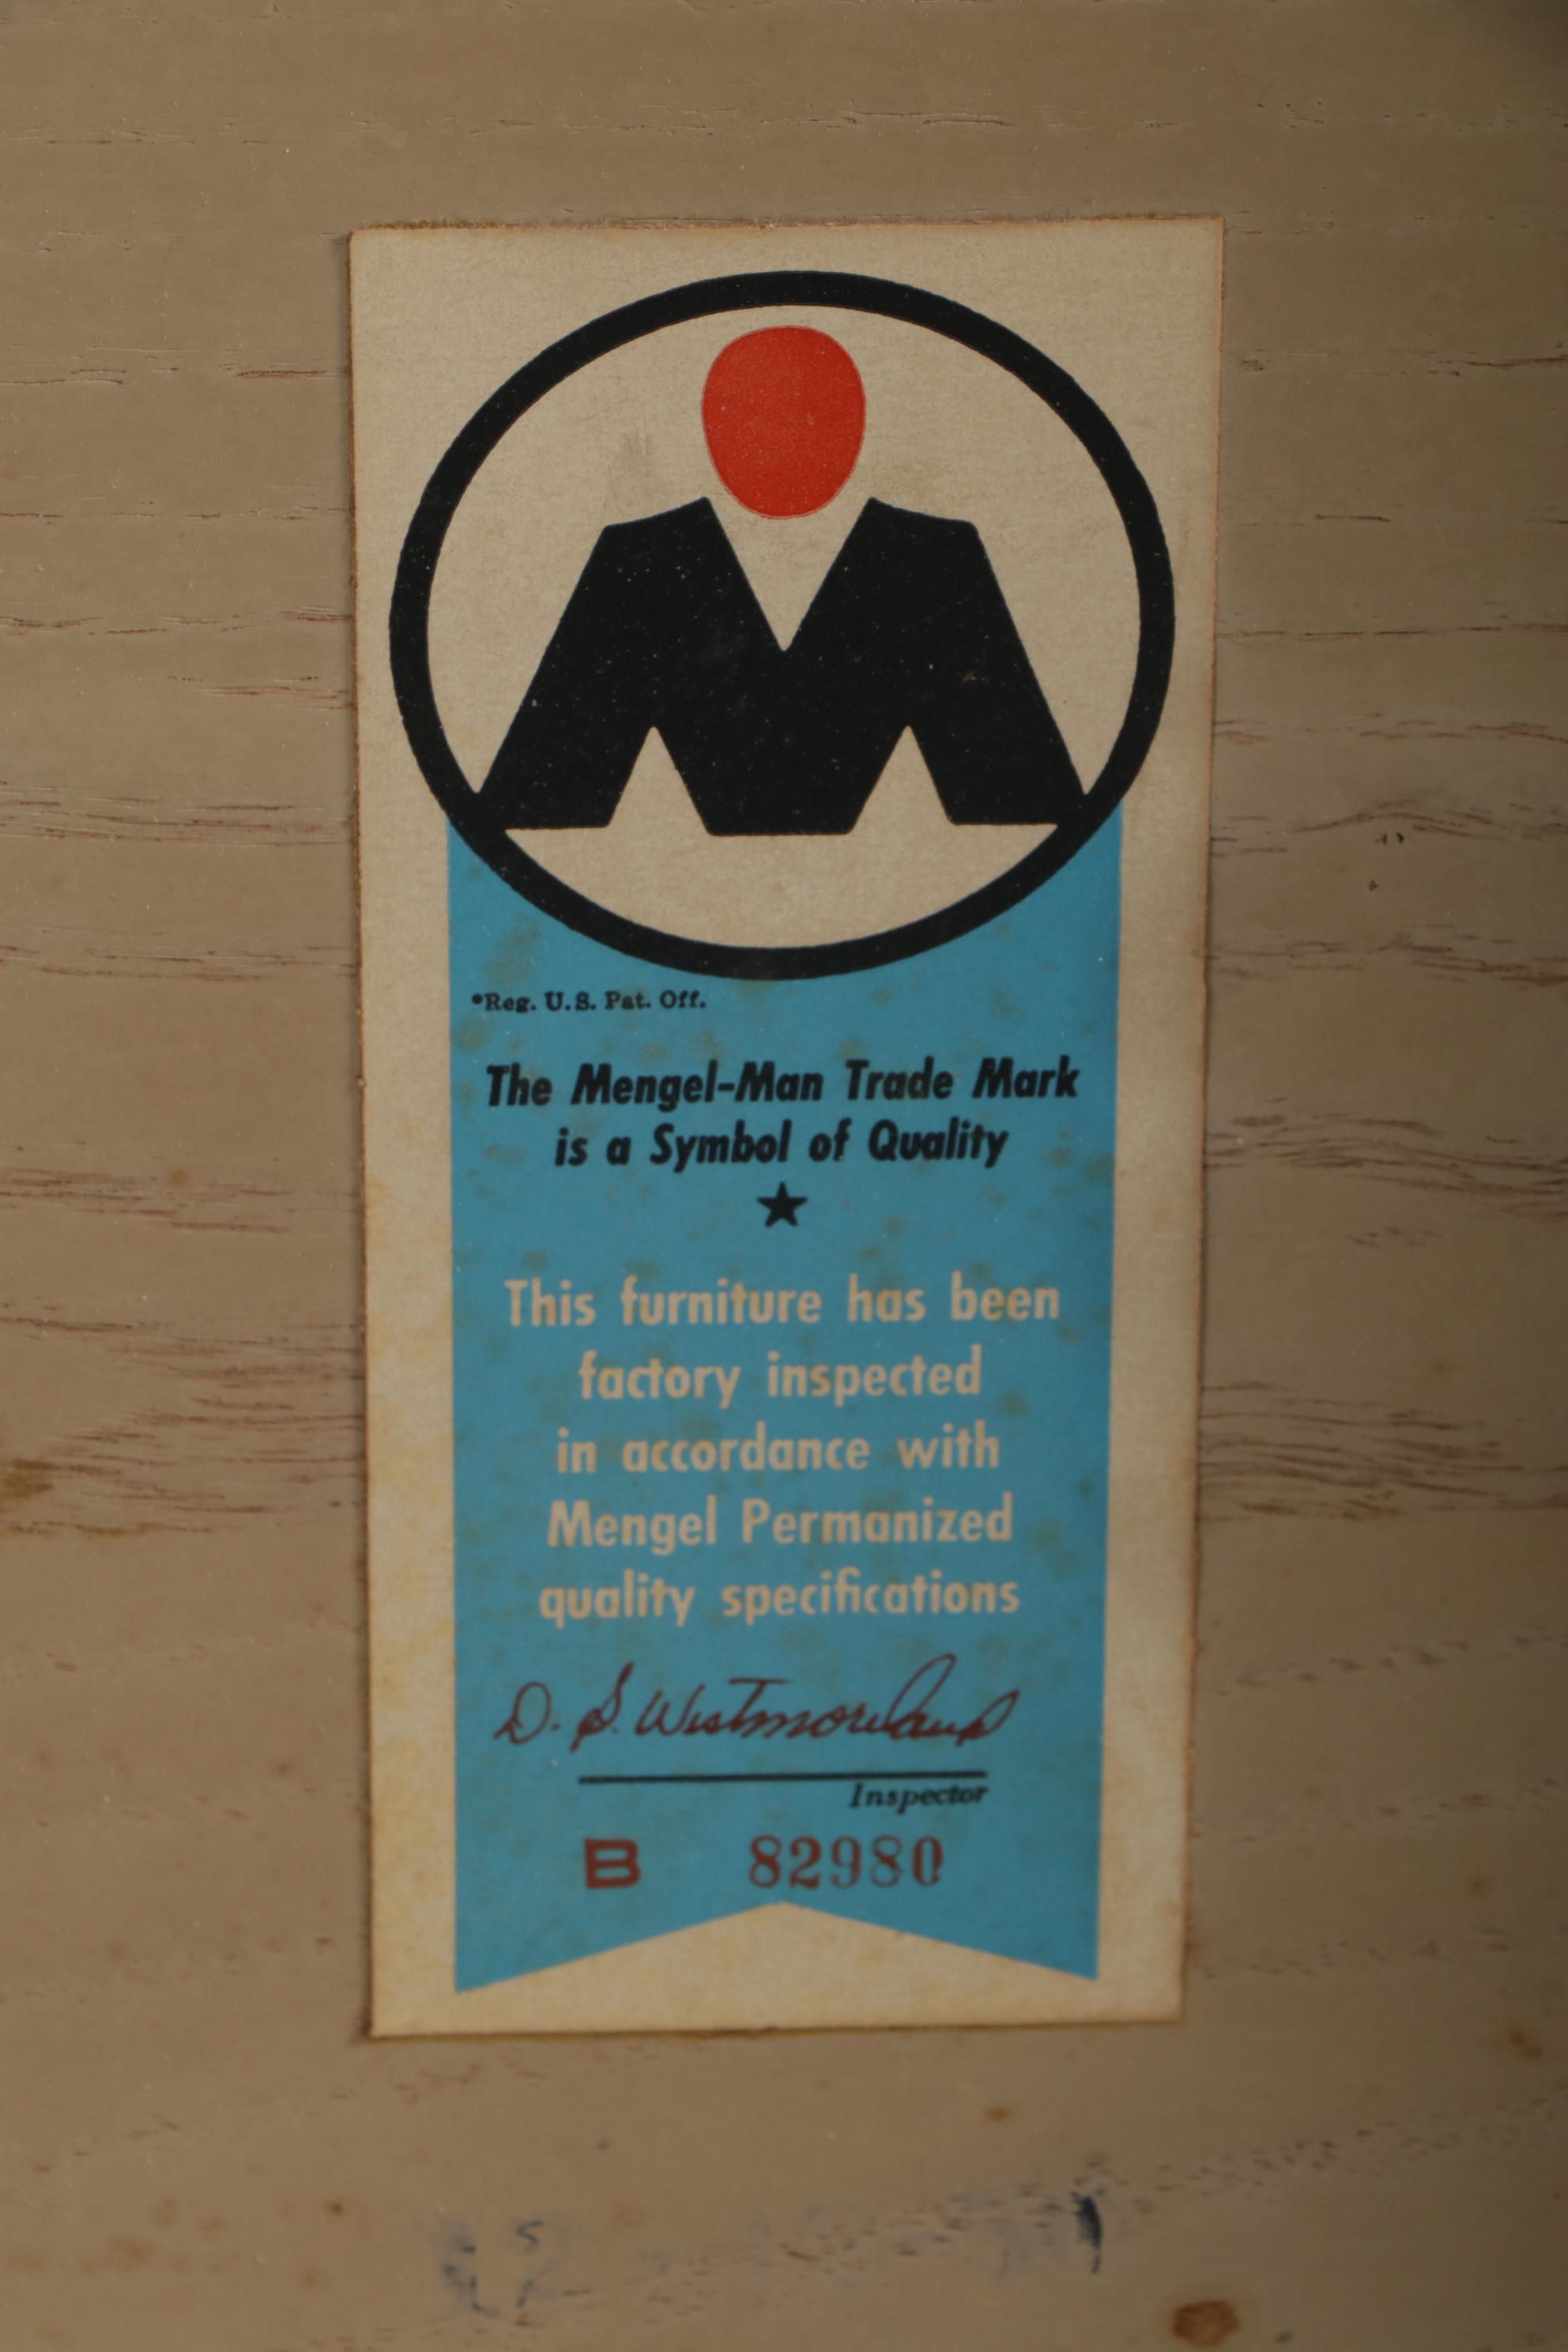 *Reg. U.S. Pat. Off.
The Mengel-Man Trade Mark
is a Symbol of Quality
This furniture has been
factory inspected
in accordance with
Mengel Permanized
quality specifications
D. S. Westmoreland
Inspector
B 82980